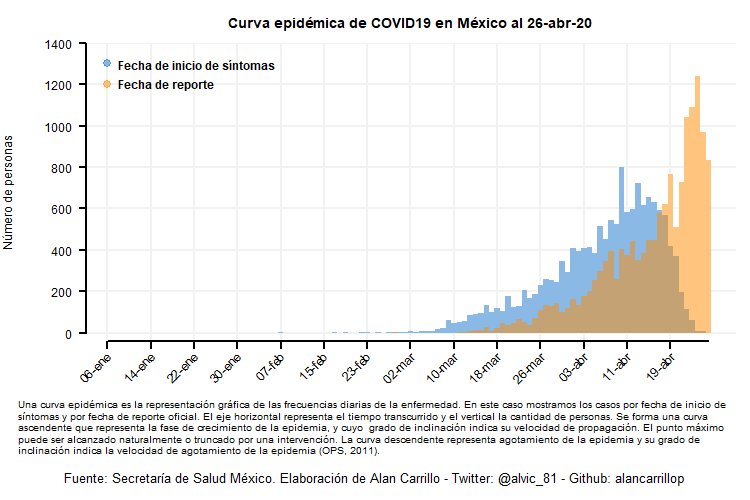 Curva epidémica de COVID19 en México al 26-abr-20
1400
Fecha de inicio de síntomas
1200
Fecha de reporte
1000
Número de personas
800
600
400
200
0
06-ene
14-ene
22-ene
30-ene
07-feb
15-feb
23-feb
02-mar
10-mar
18-mar
26-mar
03-abr
11-abr
19-abr
Una curva epidémica es la representación gráfica de las frecuencias diarias de la enfermedad. En este caso mostramos los casos por fecha de inicio de
síntomas y por fecha de reporte oficial. El eje horizontal representa el tiempo transcurrido y el vertical la cantidad de personas. Se forma una curva
ascendente que representa la fase de crecimiento de la epidemia, y cuyo  grado de inclinación indica su velocidad de propagación. El punto máximo
puede ser alcanzado naturalmente o truncado por una intervención. La curva descendente representa agotamiento de la epidemia y su grado de
inclinación indica la velocidad de agotamiento de la epidemia (OPS, 2011).
Fuente: Secretaría de Salud México. Elaboración de Alan Carrillo - Twitter: @alvic_81 - Github: alancarrillop